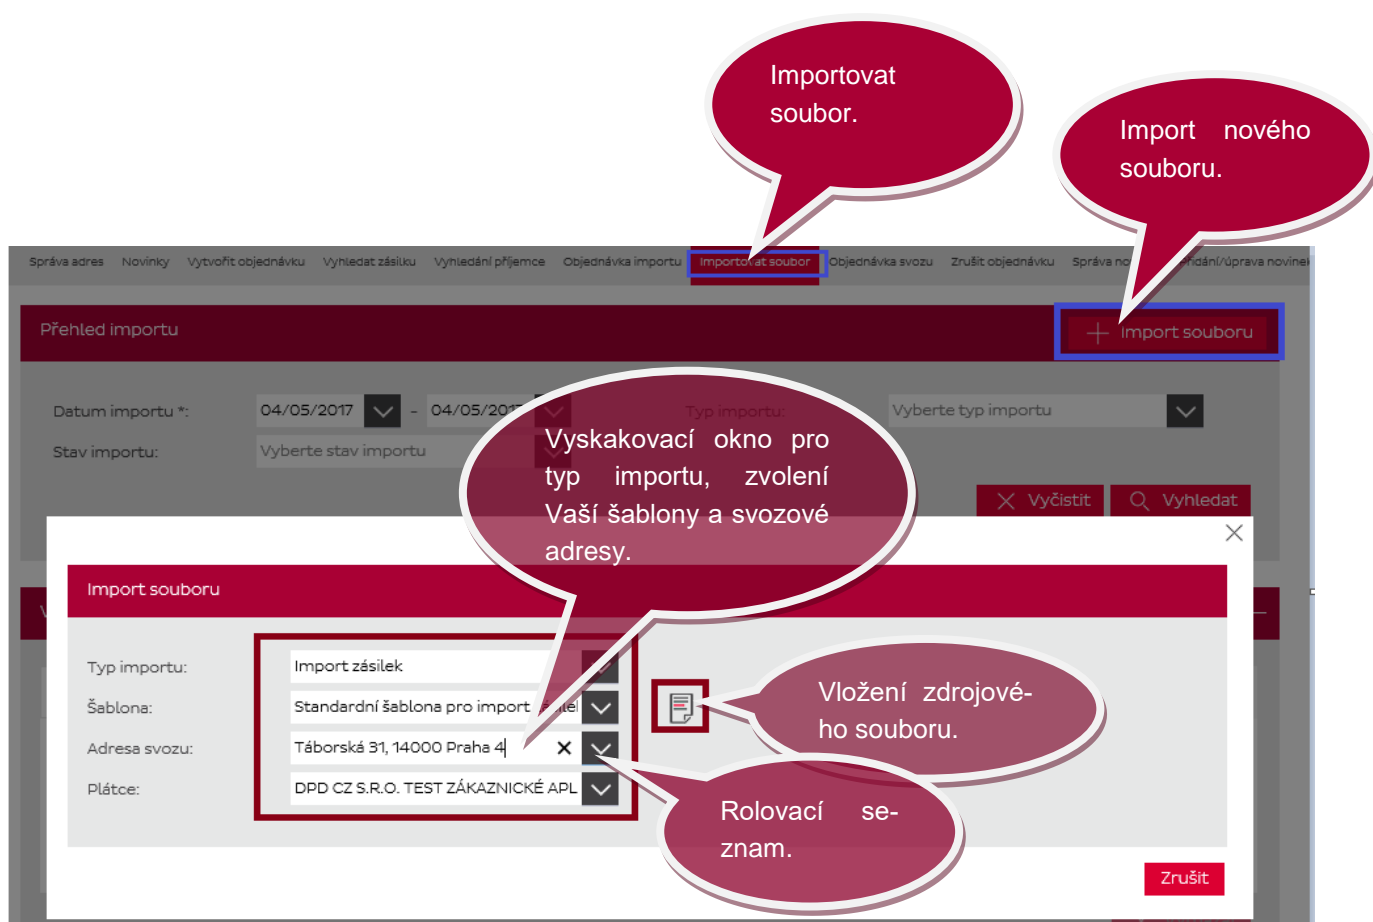 Importovat
soubor.
Import nového
souboru.
Správa adres Novinky Vytvořit objednávku Vyhledat zásilku Vyhledání příjemce Objednávka importu Importovat soubor Objednávka svozu Zrušit objednávku Správa
Přehled importu
Import souboru
Datum importu *: 04/05/2017 - 04/05/2017 Typ importu: Vyberte typ importu
Stav importu: Vyberte stav importu
Vyskakovací okno pro
typ importu, zvolení
Vaší šablony a svozové
adresy.
Vyčistit Vyhledat
Import souboru
Typ importu: Import zásilek
Šablona: Standardní šablona pro import
Adresa svozu: Táborská 31, 14000 Praha 4
Plátce: DPD CZ S.R.O. TEST ZÁKAZNICKÉ APL
Vložení zdrojové-
ho souboru.
Rolovací se-
znam.
Zrušit